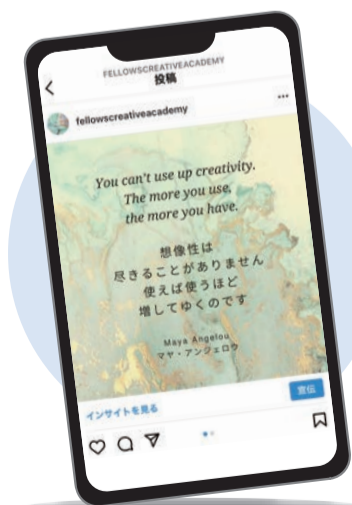 FELLOWSCREATIVEACADEMY
投稿
fellowscreativeacademy
You can't use up creativity.
The more you use,
the more you have.
想像性は
尽きることがありません
使えば使うほど
増してゆくのです
Maya Angelou
マヤ・アンジェロウ
インサイトを見る
宣伝